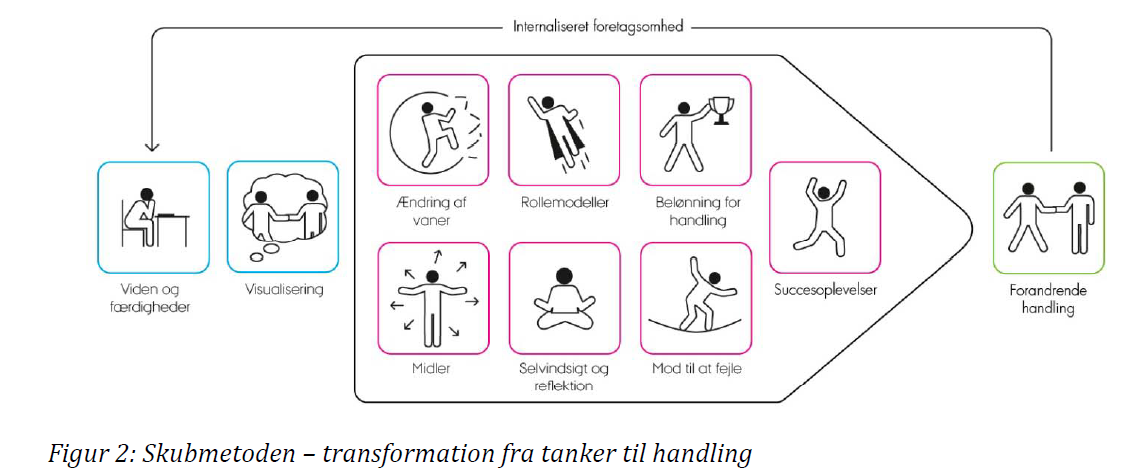 Internaliseret foretagsomhed
Viden og
færdigheder
Visualisering
Ændring af
vaner
Rollemodeller
Belønning for
handling
Midler
Selvindsigt og
reflektion
Mod til at fejle
Succesoplevelser
Forandrende
handling
Figur 2: Skubmetoden – transformation fra tanker til handling